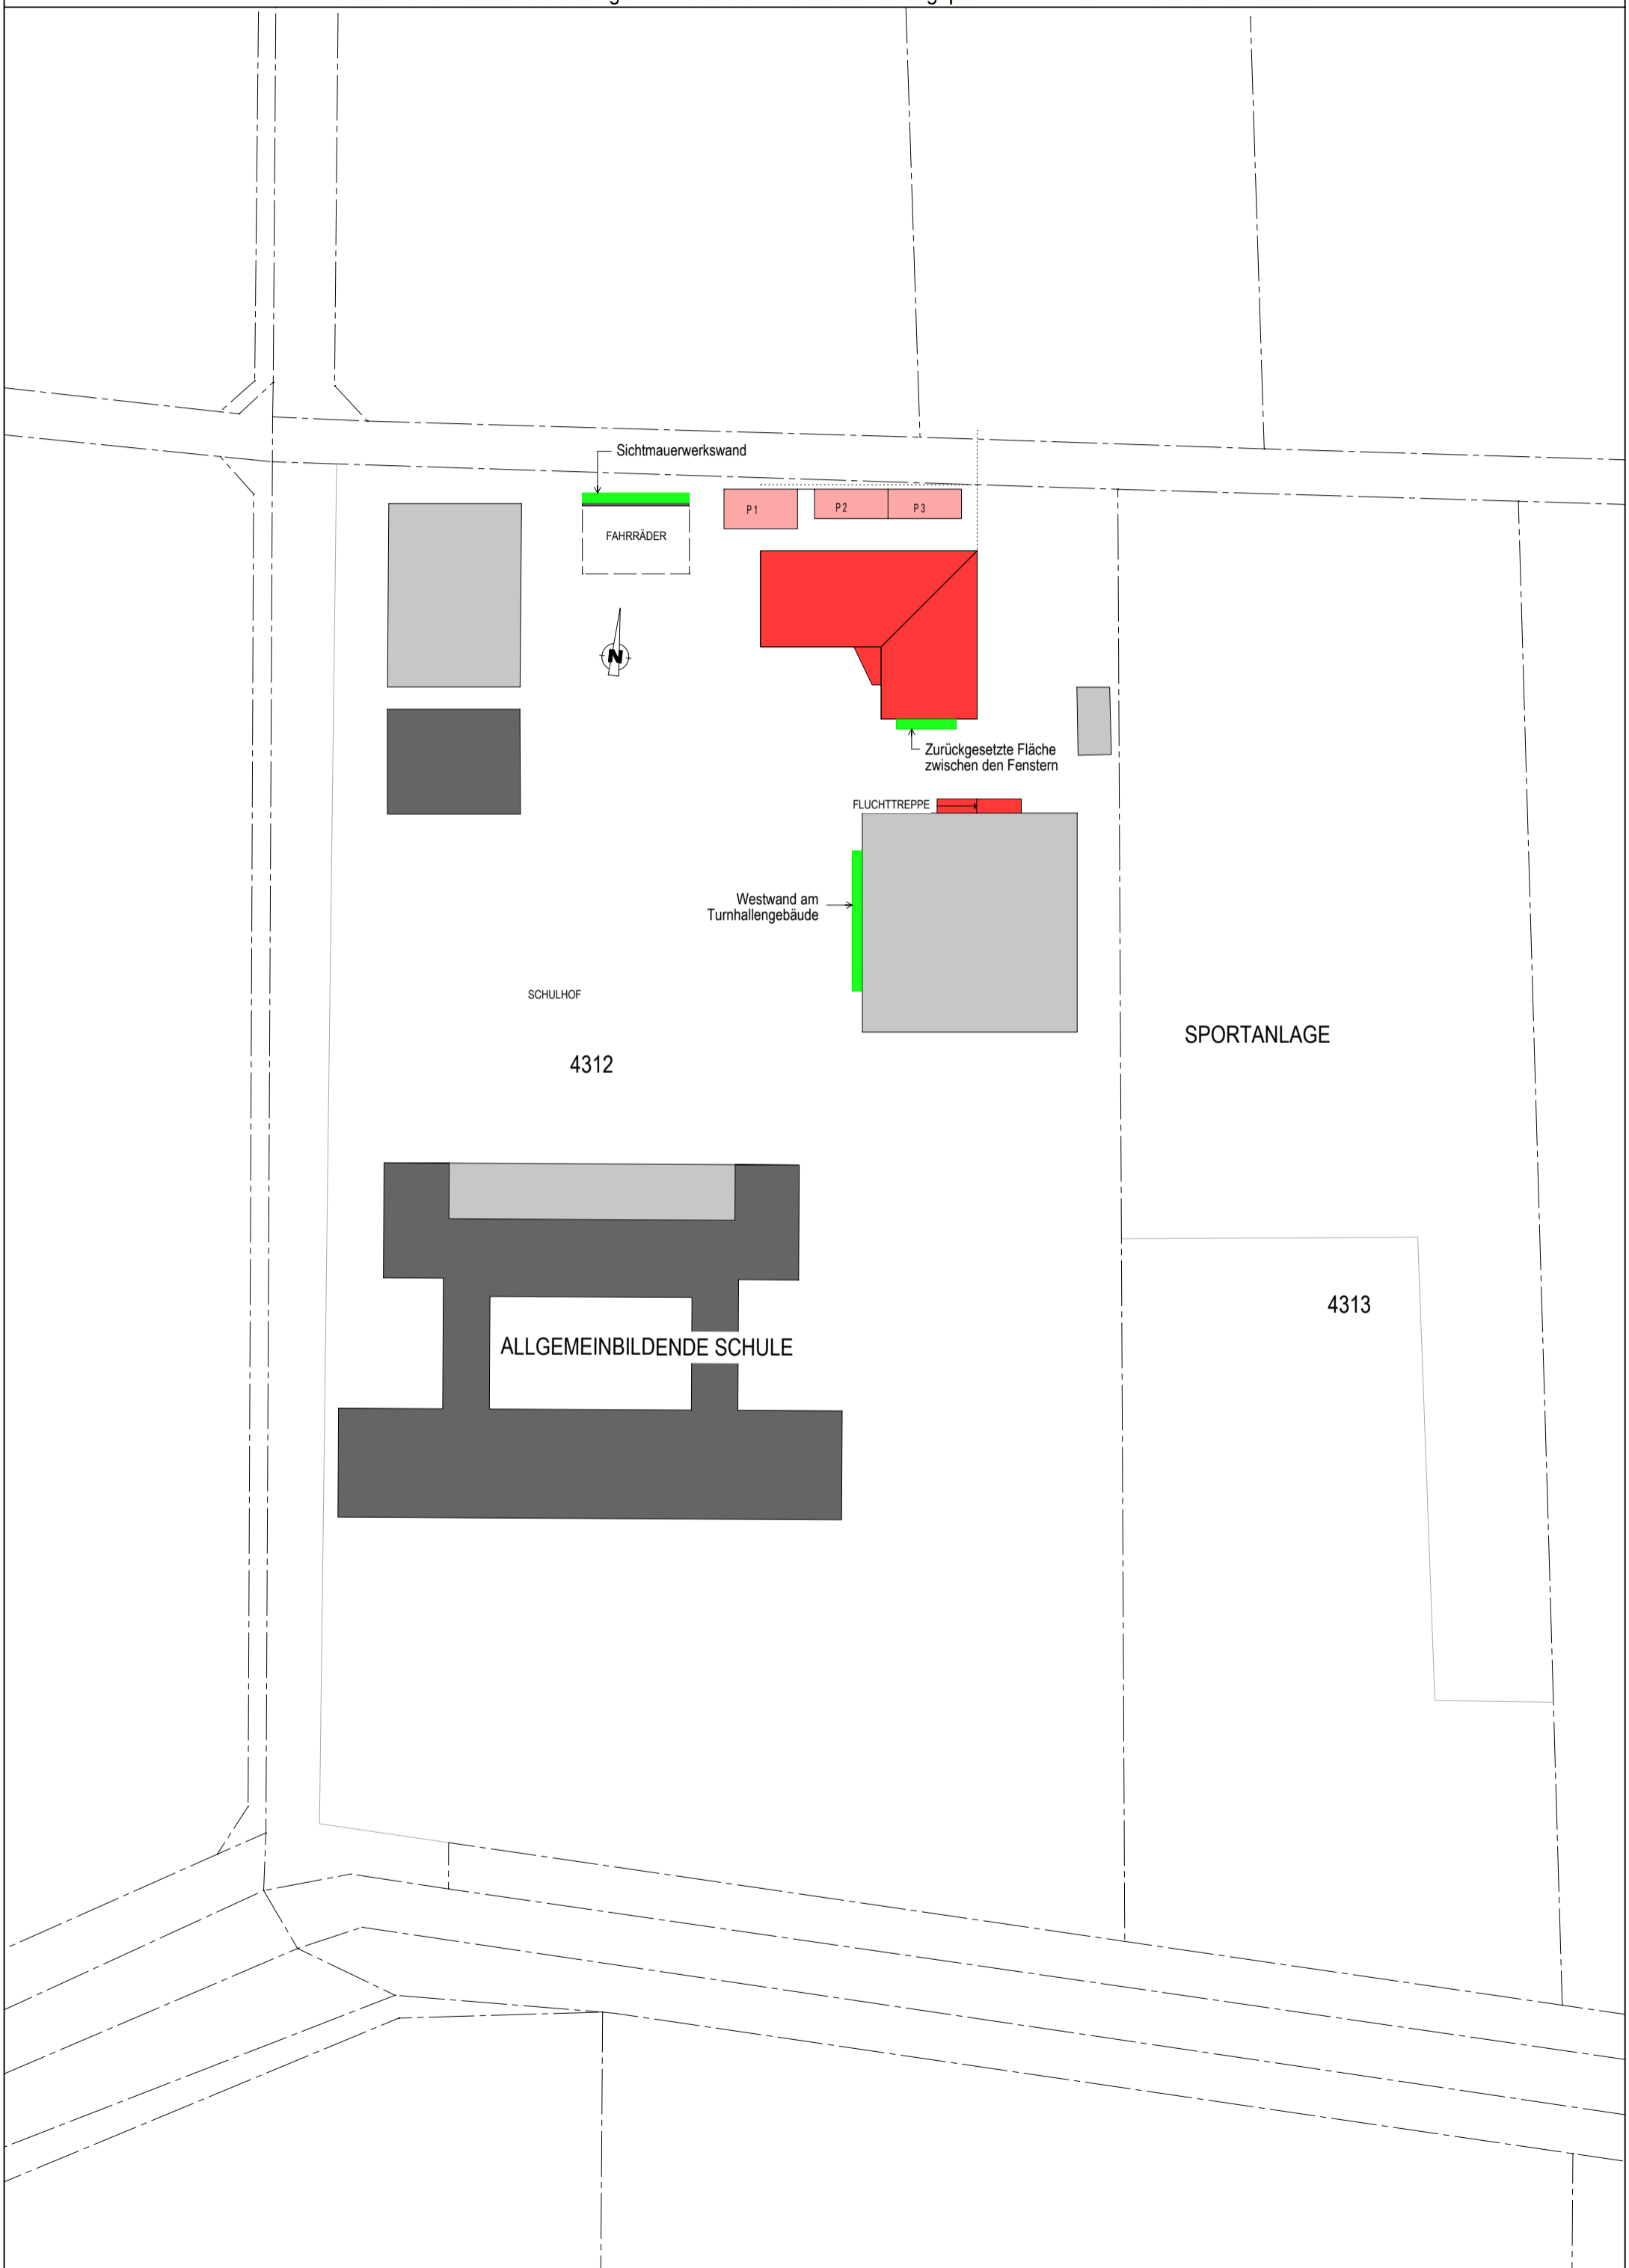 Sichtmauerwerkswand
P1
P2
P3
FAHRRÄDER
N
Zurückgesetzte Fläche
zwischen den Fenstern
FLUCHTTREPPE
Westwand am
Turnhallengebäude
SCHULHOF
SPORTANLAGE
4312
4313
ALLGEMEINBILDENDE SCHULE